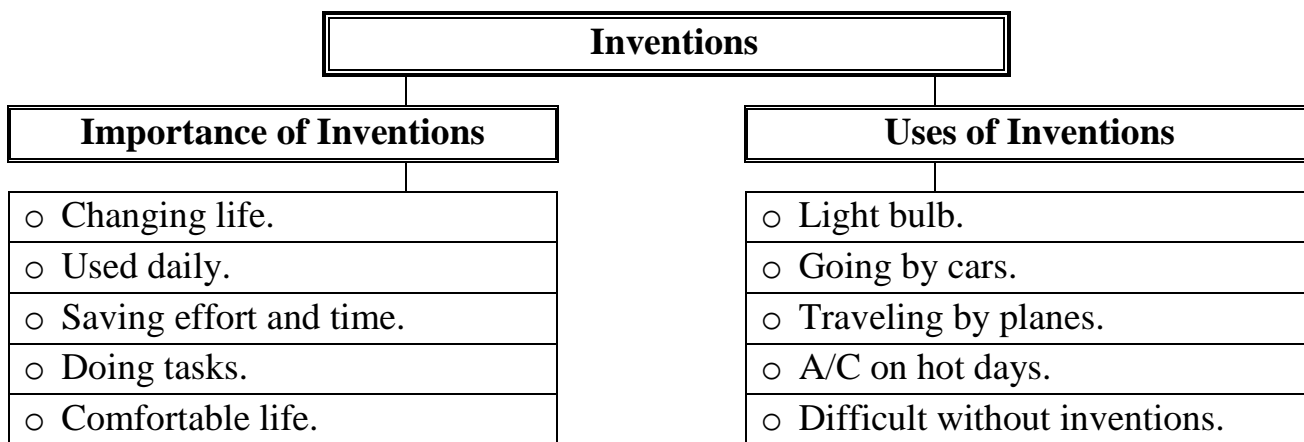 Inventions
Importance of Inventions
○ Changing life.
○ Used daily.
○ Saving effort and time.
○ Doing tasks.
○ Comfortable life.
Uses of Inventions
○ Light bulb.
○ Going by cars.
○ Traveling by planes.
○ A/C on hot days.
○ Difficult without inventions.